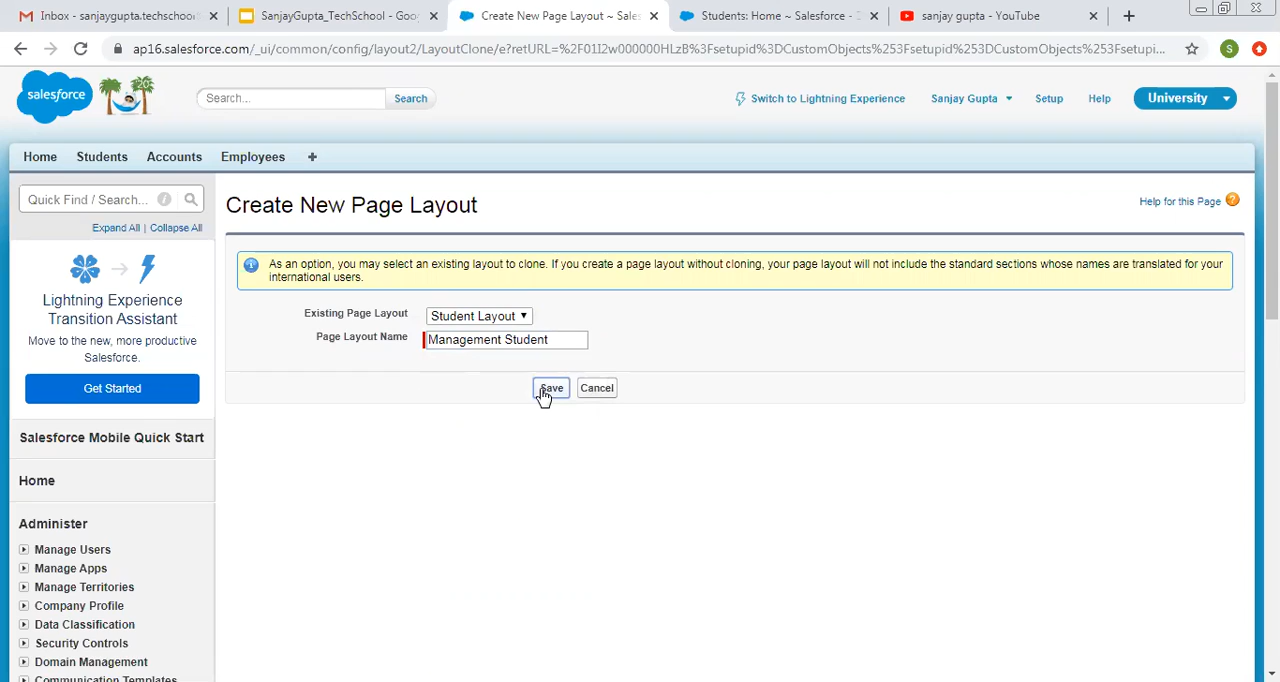 Inbox - sanjaygupta.techschool
SanjayGupta_TechSchool - Goo
Create New Page Layout ~ Sales
Students: Home ~ Salesforce -
sanjay gupta - YouTube
ap16.salesforce.com/_ui/common/config/layout2/LayoutClone/e?retURL=%2F01I2w000000HLzB%3Fsetupid%3DCustomObjects%253Fsetupid%253DCustomObjects%253Fsetupi...
S
salesforce
20
Search...
Search
Switch to Lightning Experience
Sanjay Gupta
Setup
Help
University
Home
Students
Accounts
Employees
Quick Find / Search...
Expand All | Collapse All
Lightning Experience
Transition Assistant
Move to the new, more productive
Salesforce.
Get Started
Salesforce Mobile Quick Start
Home
Administer
Manage Users
Manage Apps
Manage Territories
Company Profile
Data Classification
Security Controls
Domain Management
Communication Templates
Create New Page Layout
Help for this Page
As an option, you may select an existing layout to clone. If you create a page layout without cloning, your page layout will not include the standard sections whose names are translated for your
international users.
Existing Page Layout
Student Layout
Page Layout Name
Management Student
Save
Cancel